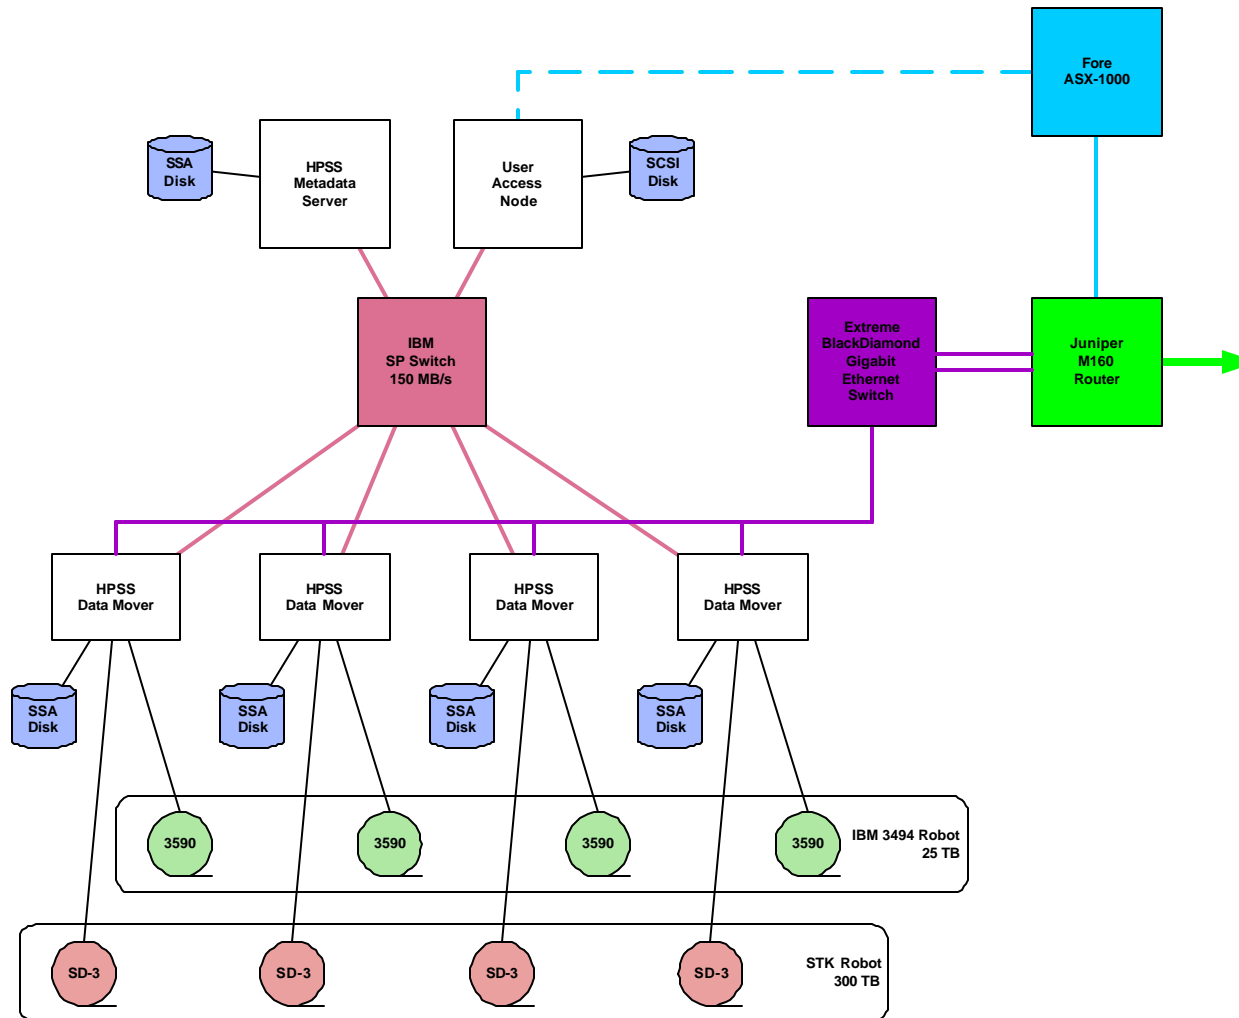 Fore
ASX-1000
SSA
Disk
HPSS
Metadata
Server
User
Access
Node
SCSI
Disk
IBM
SP Switch
150 MB/s
Extreme
BlackDiamond
Gigabit
Ethernet
Switch
Juniper
M160
Router
HPSS
Data Mover
HPSS
Data Mover
HPSS
Data Mover
HPSS
Data Mover
SSA
Disk
SSA
Disk
SSA
Disk
SSA
Disk
3590
3590
3590
3590
IBM 3494 Robot
25 TB
SD-3
SD-3
SD-3
SD-3
STK Robot
300 TB